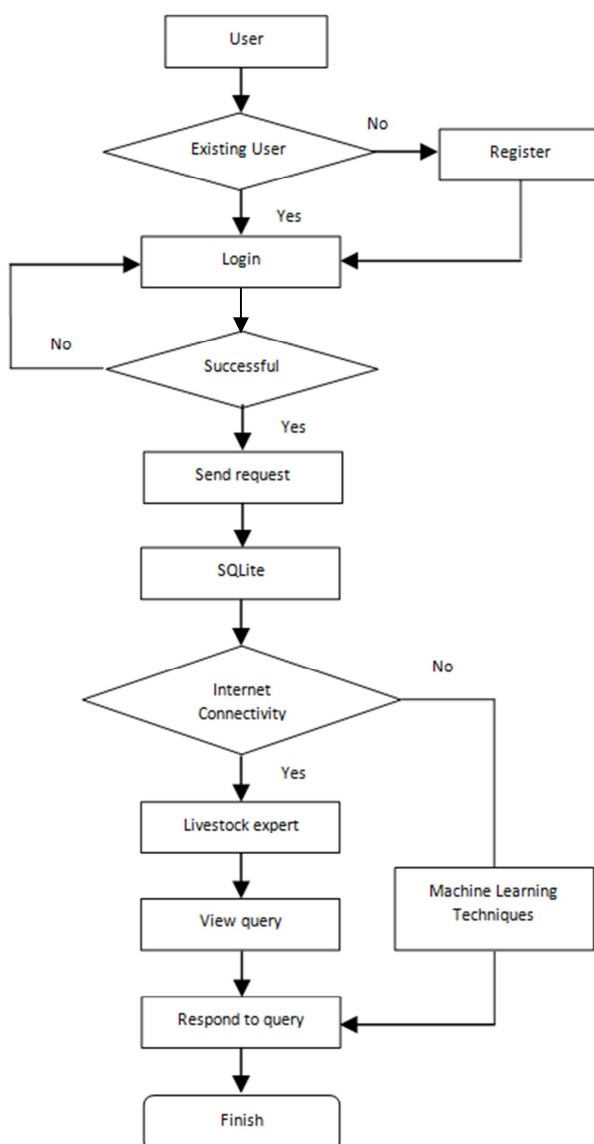 User
No
Existing User
Register
Yes
Login
No
Successful
Yes
Send request
SQLite
No
Internet
Connectivity
Yes
Livestock expert
Machine Learning
Techniques
View query
Respond to query
Finish